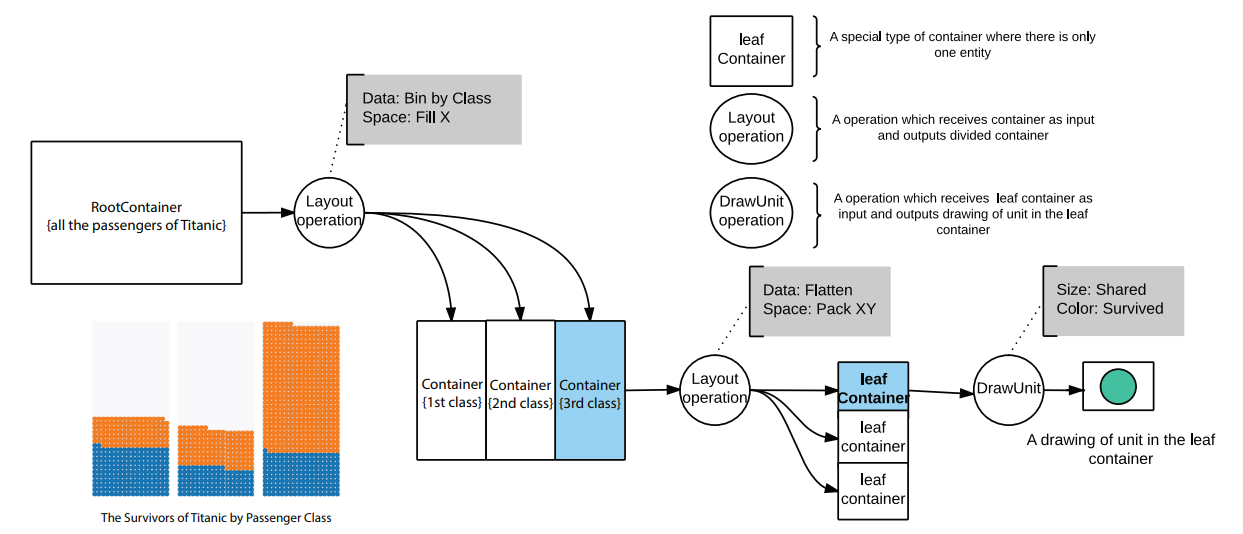 leaf
Container
A special type of container where there is only
one entity
Data: Bin by Class
Space: Fill X
Layout
operation
A operation which receives container as input
and outputs divided container
RootContainer
{all the passengers of Titanic}
Layout
operation
DrawUnit
operation
A operation which receives leaf container as
input and outputs drawing of unit in the leaf
container
Data: Flatten
Space: Pack XY
Size: Shared
Color: Survived
Container
{1st class}
Container
{2nd class}
Container
{3rd class}
Layout
operation
leaf
Container
leaf
container
leaf
container
DrawUnit
A drawing of unit in the leaf
container
The Survivors of Titanic by Passenger Class